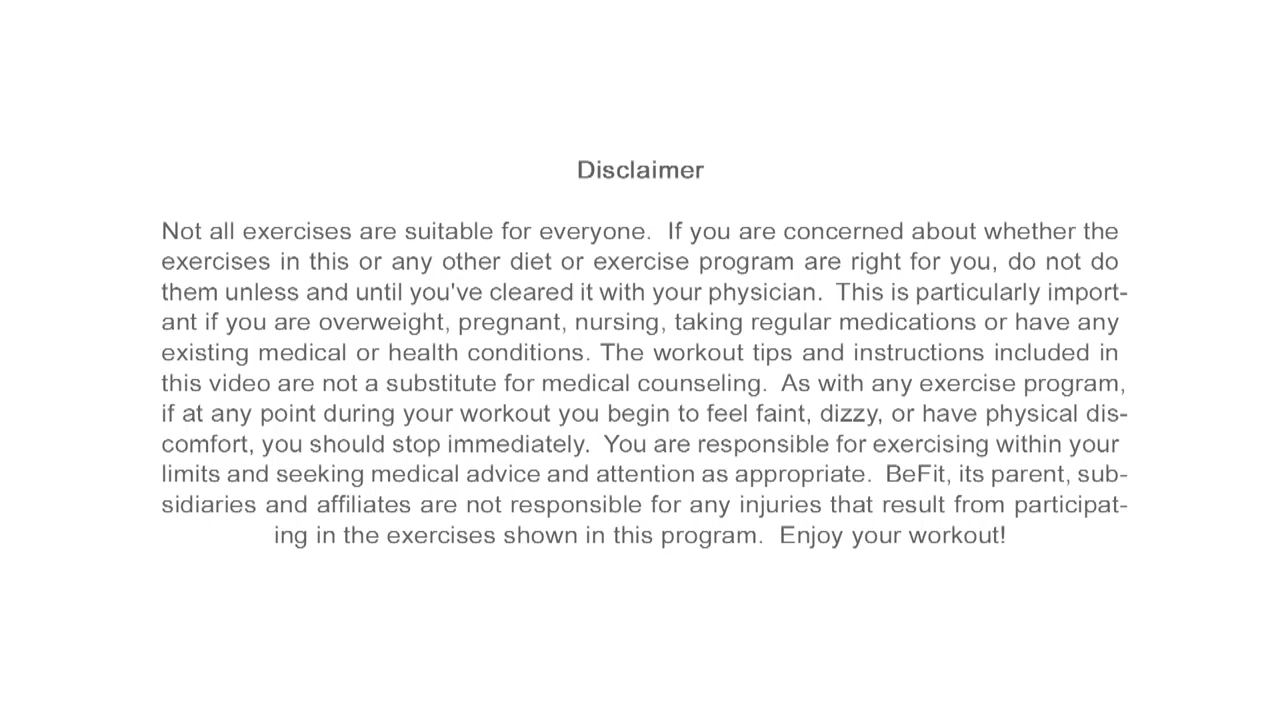 Disclaimer
Not all exercises are suitable for everyone.  If you are concerned about whether the
exercises in this or any other diet or exercise program are right for you, do not do
them unless and until you've cleared it with your physician.  This is particularly import-
ant if you are overweight, pregnant, nursing, taking regular medications or have any
existing medical or health conditions. The workout tips and instructions included in
this video are not a substitute for medical counseling.  As with any exercise program,
if at any point during your workout you begin to feel faint, dizzy, or have physical dis-
comfort, you should stop immediately.  You are responsible for exercising within your
limits and seeking medical advice and attention as appropriate.  BeFit, its parent, sub-
sidiaries and affiliates are not responsible for any injuries that result from participat-
ing in the exercises shown in this program.  Enjoy your workout!